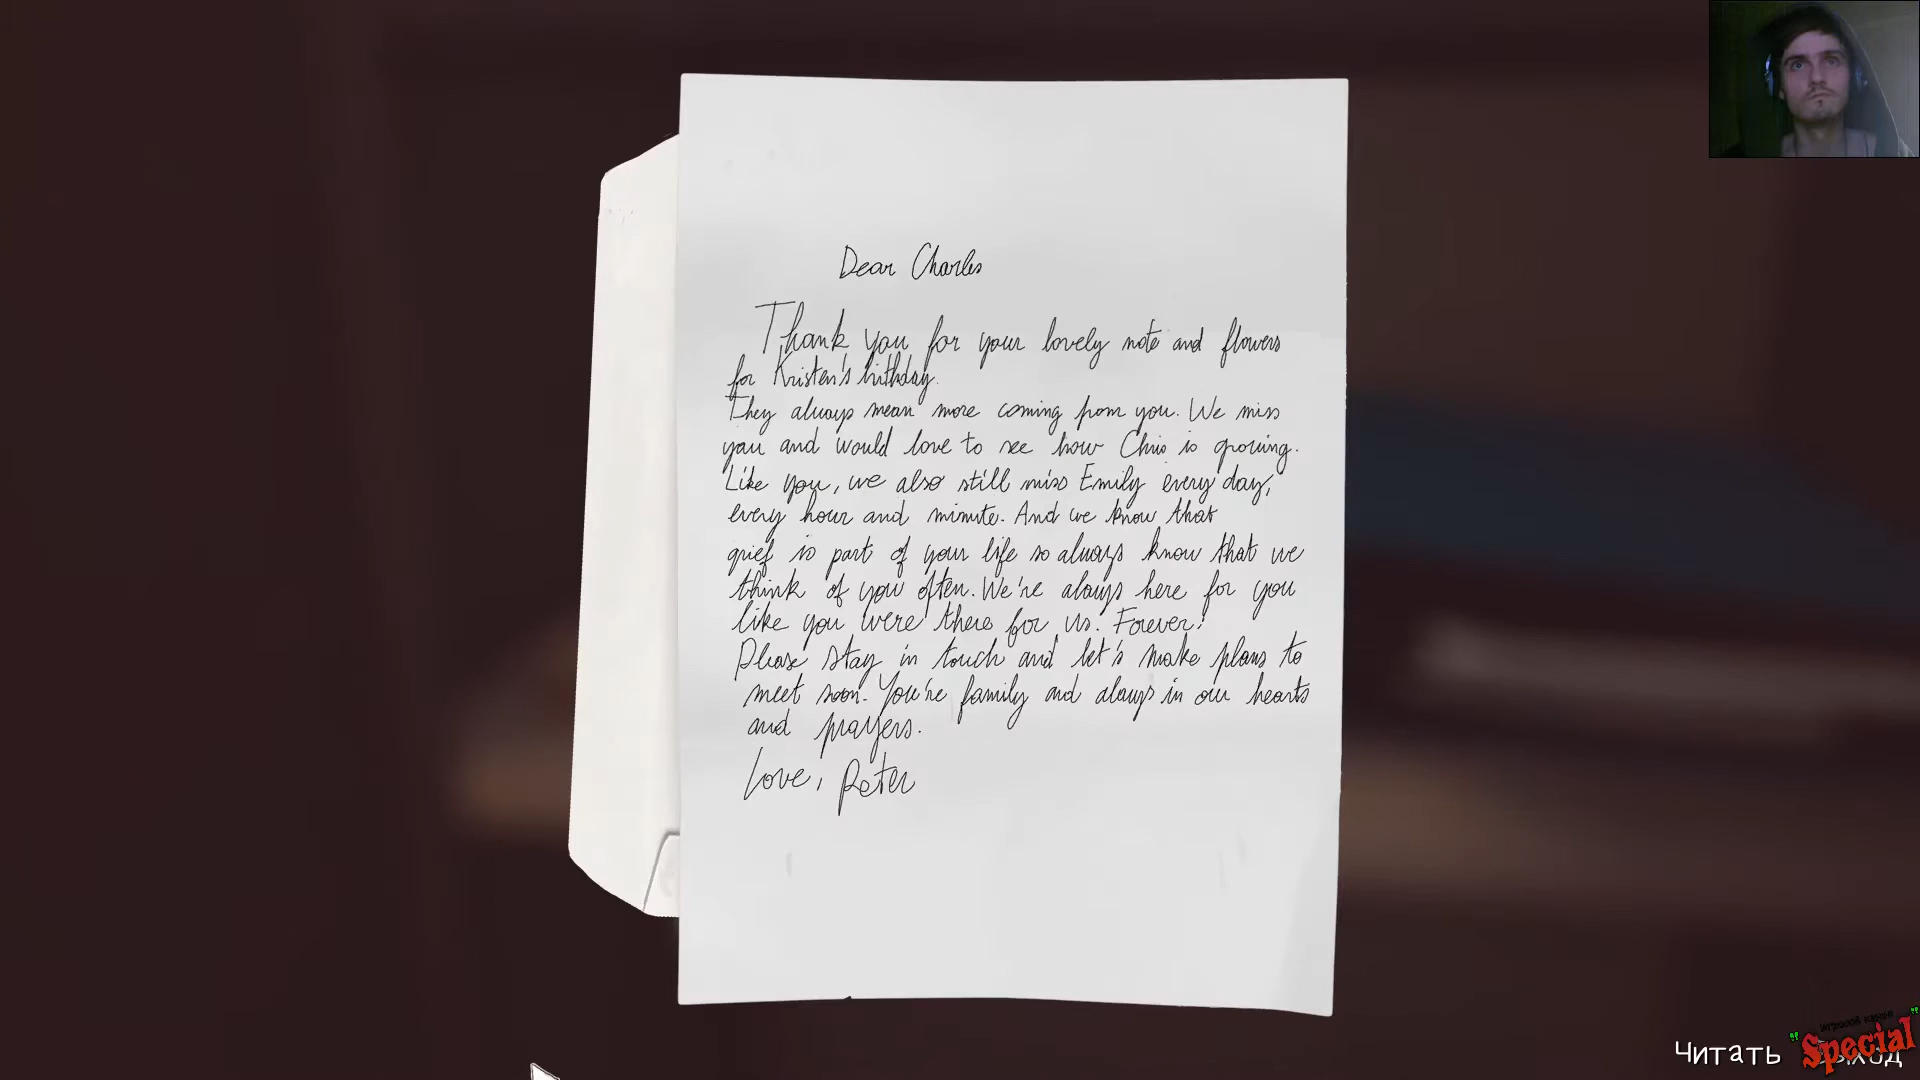 Dear Charles
Thank you for your lovely note and flowers
for Kristen's birthday.
They always mean more coming from you. We miss
you and would love to see how Chris is growing.
Like you, we also still miss Emily every day,
every hour and minute. And we know that
grief is part of your life so always know that we
think of you often. We're always here for you
like you were there for us. Forever!
Please stay in touch and let's make plans to
meet soon. You're family and always in our hearts
and prayers.
Love, Peter
Читать
игровой канал
"Special"
Выход